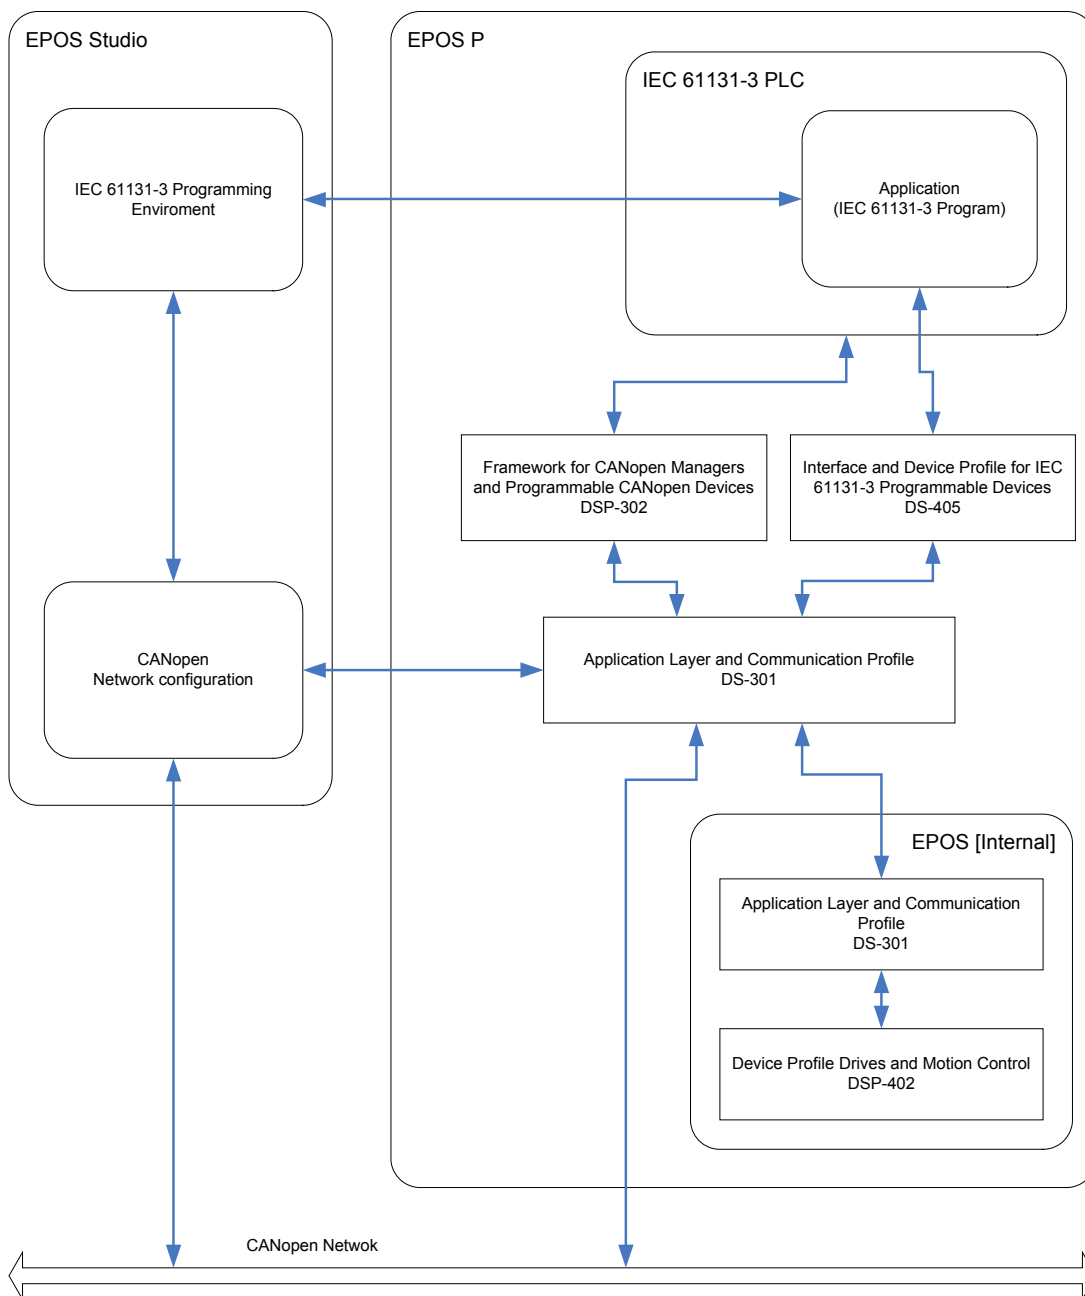 EPOS Studio
EPOS P
IEC 61131-3 PLC
IEC 61131-3 Programming
Enviroment
Application
(IEC 61131-3 Program)
Framework for CANopen Managers
and Programmable CANopen Devices
DSP-302
Interface and Device Profile for IEC
61131-3 Programmable Devices
DS-405
CANopen
Network configuration
Application Layer and Communication Profile
DS-301
EPOS [Internal]
Application Layer and Communication
Profile
DS-301
Device Profile Drives and Motion Control
DSP-402
CANopen Netwok